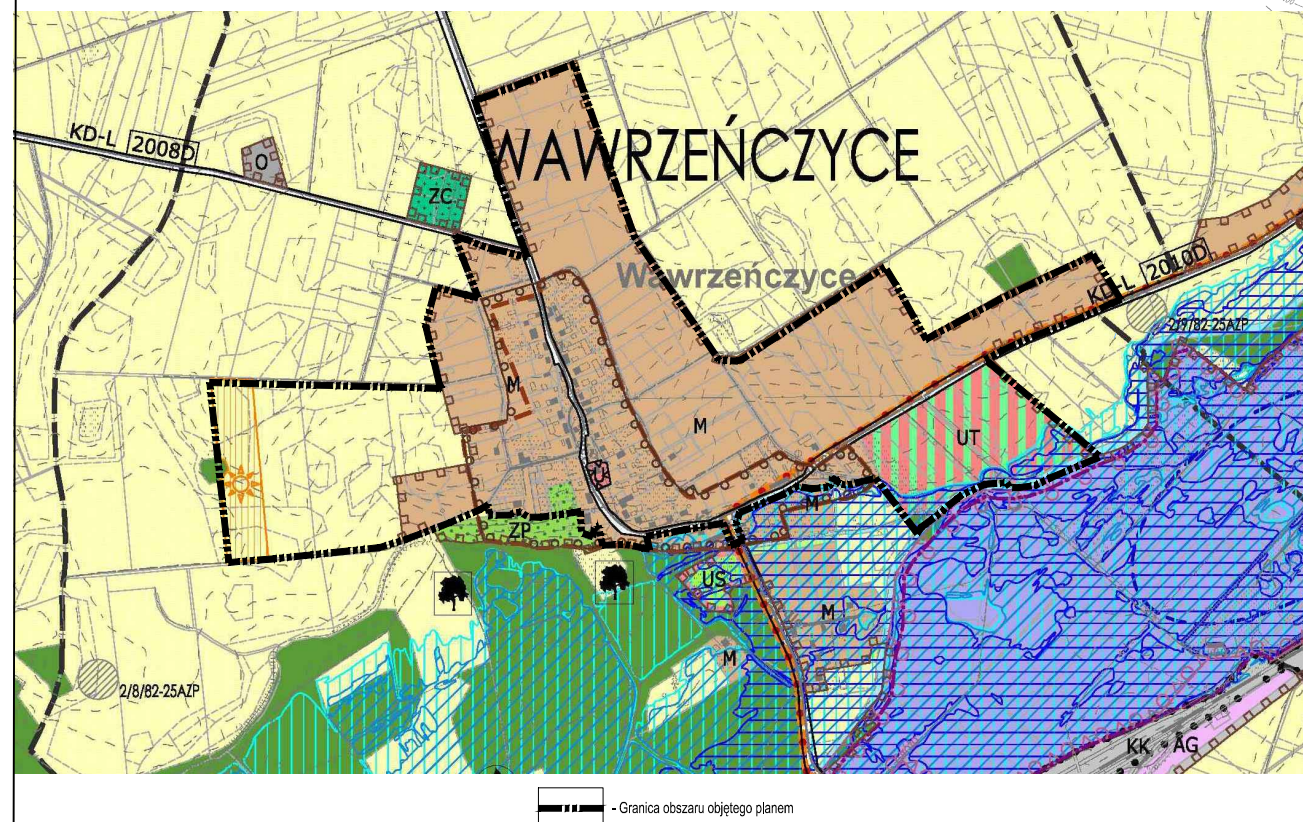 KD-L 2008D
O
ZC
WAWRZEŃCZYCE
Wawrzeńczyce
KD-L 2010D
2/9/82-25AZP
M
M
UT
U
M
ZP
US
M
M
2/8/82-25AZP
KK
AG
- Granica obszaru objętego planem